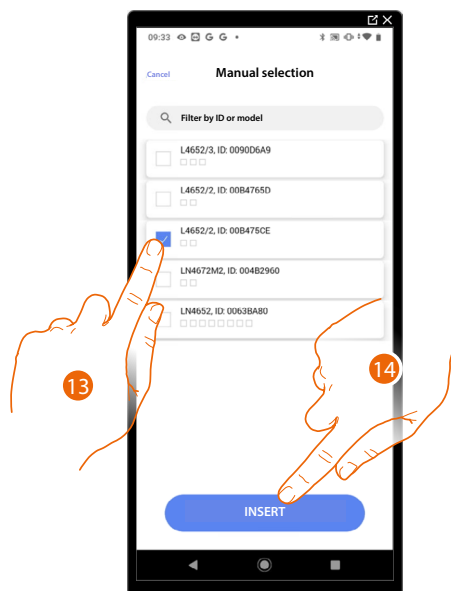 09:33 G G
Cancel
Manual selection
Filter by ID or model
L4652/3, ID: 0090D6A9
L4652/2, ID: 00B4765D
L4652/2, ID: 00B475CE
LN4672M2, ID: 004B2960
LN4652, ID: 0063BA80
13
14
INSERT